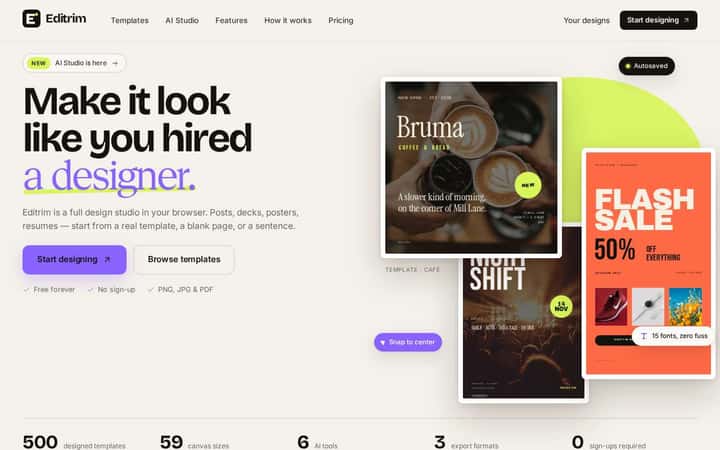 Editrim
Templates
AI Studio
Features
How it works
Pricing
Your designs
Start designing ↗
NEW AI Studio is here →
Make it look
like you hired
a designer.
Editrim is a full design studio in your browser. Posts, decks, posters,
resumes — start from a real template, a blank page, or a sentence.
Start designing ↗
Browse templates
Free forever
No sign-up
PNG, JPG & PDF
Autosaved
Bruma
COFFEE & BREAD
NEW
A slower kind of morning,
on the corner of Mill Lane.
TEMPLATE · CAFÉ
NIGHT
SHIFT
14
NOV
Snap to center
FLASH
SALE
50%
OFF
EVERYTHING
15 fonts, zero fuss
500 designed templates
59 canvas sizes
6 AI tools
3 export formats
0 sign-ups required